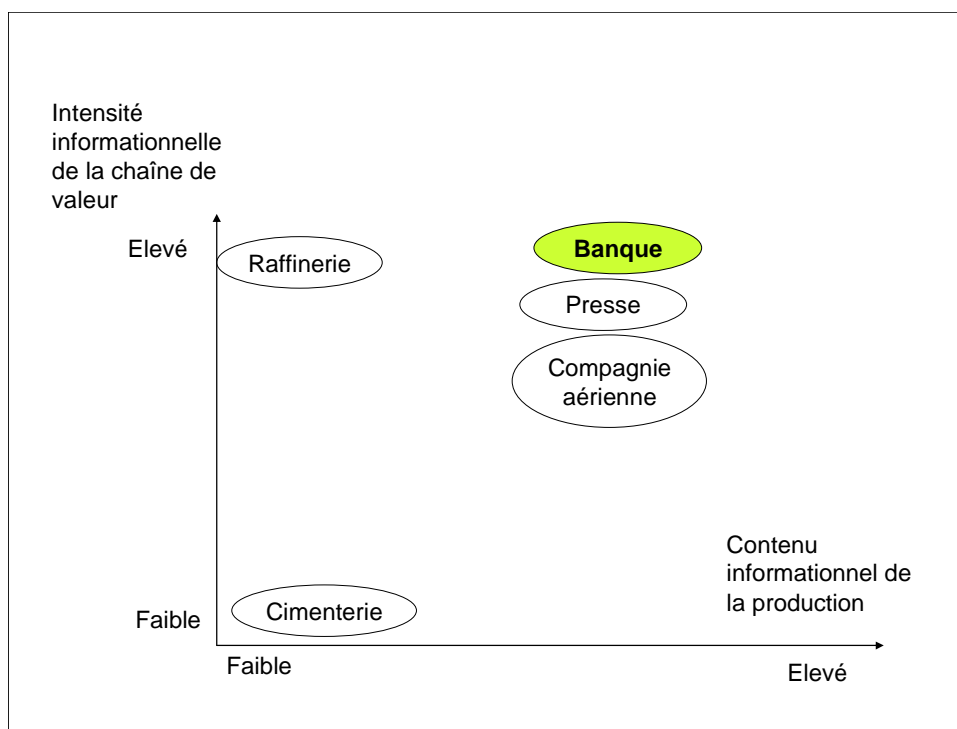 Intensité
informationnelle
de la chaîne de
valeur
Elevé
Raffinerie
Banque
Presse
Compagnie
aérienne
Contenu
informationnel de
la production
Cimenterie
Faible
Faible
Elevé